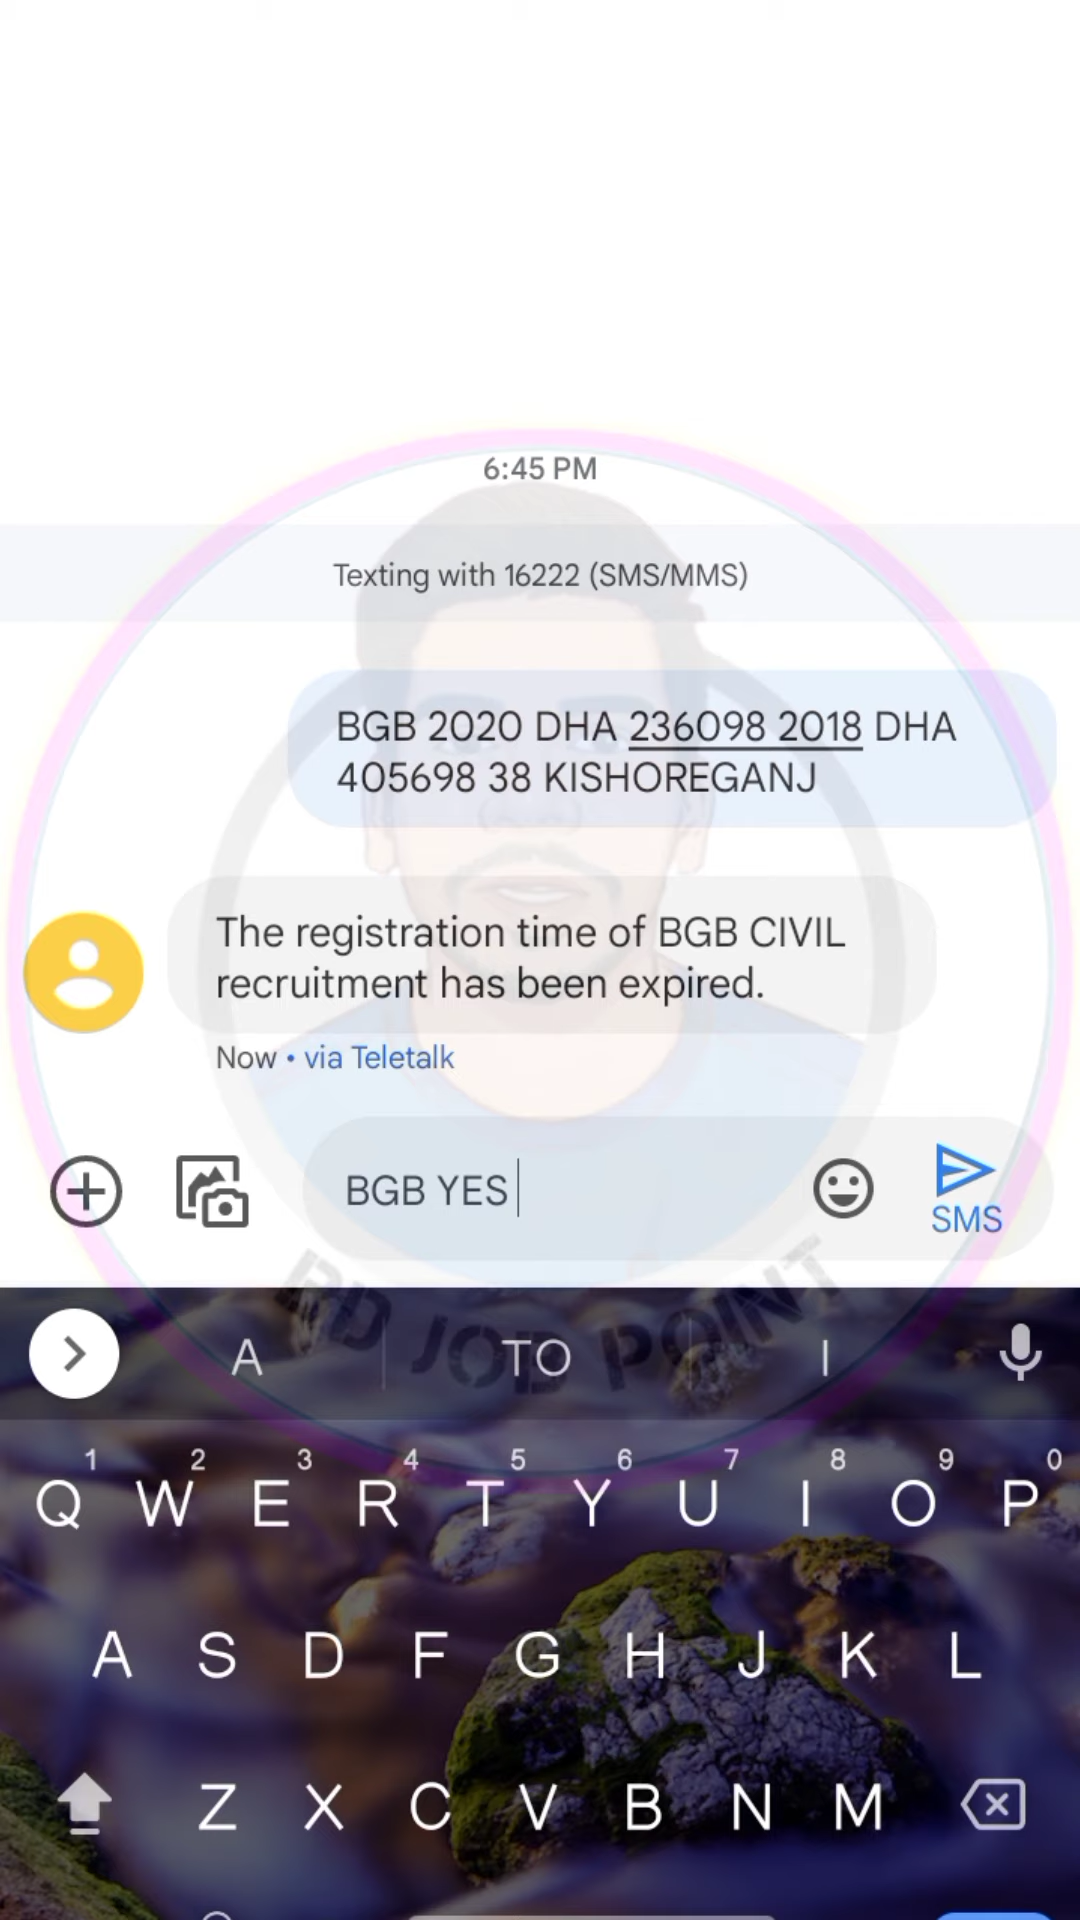 6:45 PM
Texting with 16222 (SMS/MMS)
BGB 2020 DHA 236098 2018 DHA
405698 38 KISHOREGANJ
The registration time of BGB CIVIL
recruitment has been expired.
Now • via Teletalk
BGB YES
SMS
BD JOB POINT
A TO I
1 2 3 4 5 6 7 8 9 0
Q W E R T Y U I O P
A S D F G H J K L
Z X C V B N M